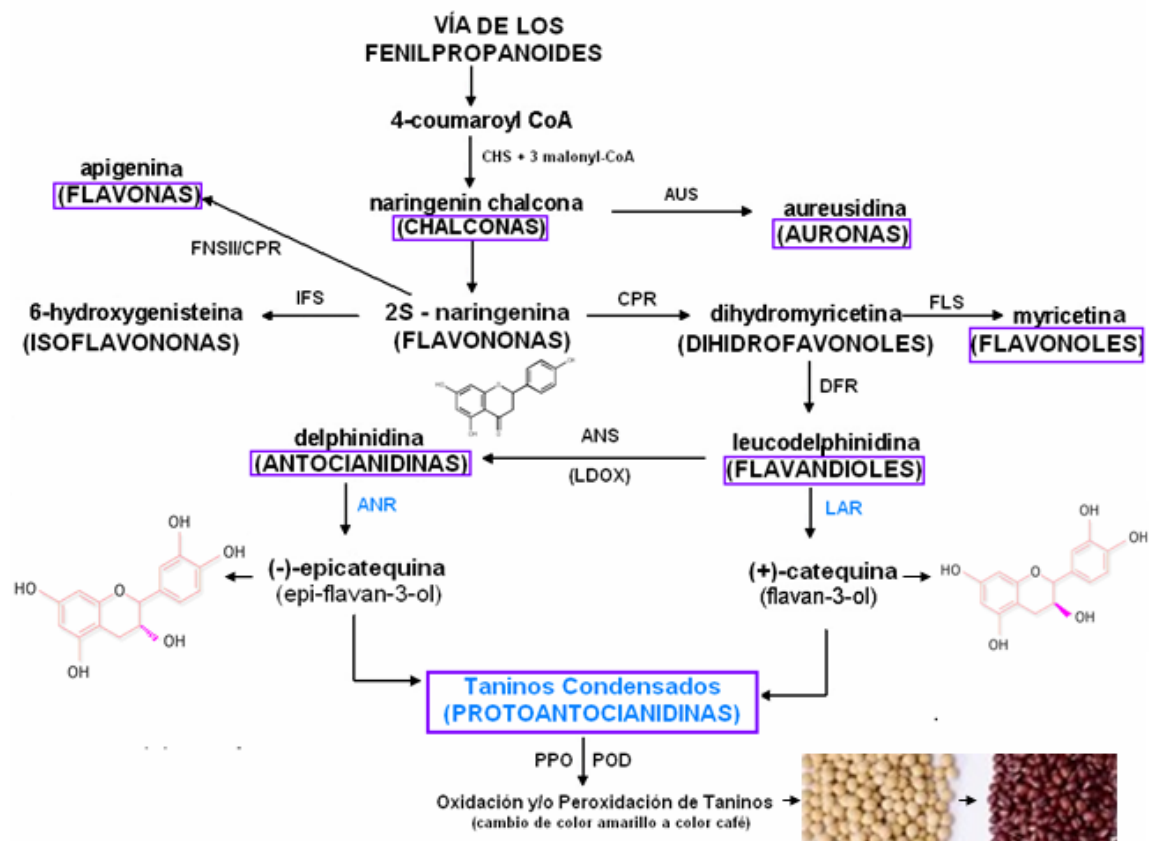 VÍA DE LOS
FENILPROPANOIDES
4-coumaroyl CoA
CHS + 3 malonyl-CoA
apigenina
(FLAVONAS)
naringenin chalcona
(CHALCONAS)
AUS
aureusidina
(AURONAS)
FNSII/CPR
6-hydroxygenisteina
(ISOFLAVONONAS)
IFS
2S - naringenina
(FLAVONONAS)
CPR
dihydromyricetina
(DIHIDROFAVONOLES)
FLS
myricetina
(FLAVONOLES)
OH
HO
O
OH
O
DFR
delphinidina
(ANTOCIANIDINAS)
ANS
(LDOX)
leucodelphinidina
(FLAVANDIOLES)
ANR
LAR
OH
OH
HO
O
OH
OH
(-)-epicatequina
(epi-flavan-3-ol)
(+)-catequina
(flavan-3-ol)
OH
OH
HO
O
OH
OH
Taninos Condensados
(PROTOANTOCIANIDINAS)
PPO
POD
Oxidación y/o Peroxidación de Taninos
(cambio de color amarillo a color café)